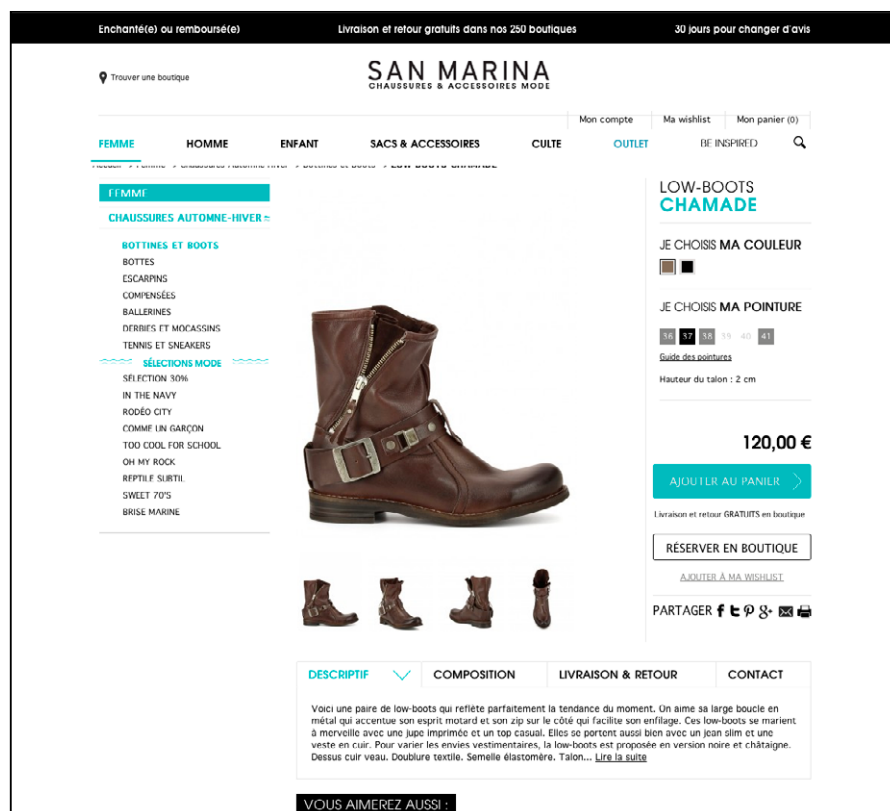 Enchanté(e) ou remboursé(e) Livraison et retour gratuits dans nos 250 boutiques 30 jours pour changer d'avis
Trouver une boutique
SAN MARINA
CHAUSSURES & ACCESSOIRES MODE
Mon compte Ma wishlist Mon panier (0)
FEMME HOMME ENFANT SACS & ACCESSOIRES CULTE OUTLET BE INSPIRED
Accueil > Femme > Chaussures Automne-Hiver > Bottines et Boots > LOW-BOOTS CHAMADE
FEMME
CHAUSSURES AUTOMNE-HIVER
BOTTINES ET BOOTS
BOTTES
ESCARPINS
COMPENSÉES
BALLERINES
DERBIES ET MOCASSINS
TENNIS ET SNEAKERS
SÉLECTIONS MODE
SÉLECTION 30%
IN THE NAVY
RODÉO CITY
COMME UN GARÇON
TOO COOL FOR SCHOOL
OH MY ROCK
REPTILE SUBTIL
SWEET 70'S
BRISE MARINE
LOW-BOOTS
CHAMADE
JE CHOISIS MA COULEUR
JE CHOISIS MA POINTURE
36 37 38 39 40 41
Guide des pointures
Hauteur du talon : 2 cm
120,00 €
AJOUTER AU PANIER
Livraison et retour GRATUITS en boutique
RÉSERVER EN BOUTIQUE
AJOUTER À MA WISHLIST
PARTAGER
DESCRIPTIF COMPOSITION LIVRAISON & RETOUR CONTACT
Voici une paire de low-boots qui reflète parfaitement la tendance du moment. On aime sa large boucle en
métal qui accentue son esprit motard et son zip sur le côté qui facilite son enfilage. Ces low-boots se marient
à merveille avec une jupe imprimée et un top casual. Elles se portent aussi bien avec un jean slim et une
veste en cuir. Pour varier les envies vestimentaires, la low-boots est proposée en version noire et châtaigne.
Dessus cuir veau. Doublure textile. Semelle élastomère. Talon... Lire la suite
VOUS AIMEREZ AUSSI :